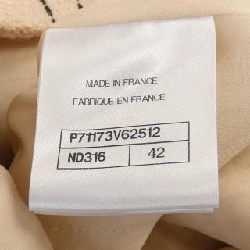 MADE IN FRANCE
FABRIQUE EN FRANCE
P71173V62512
ND316 42